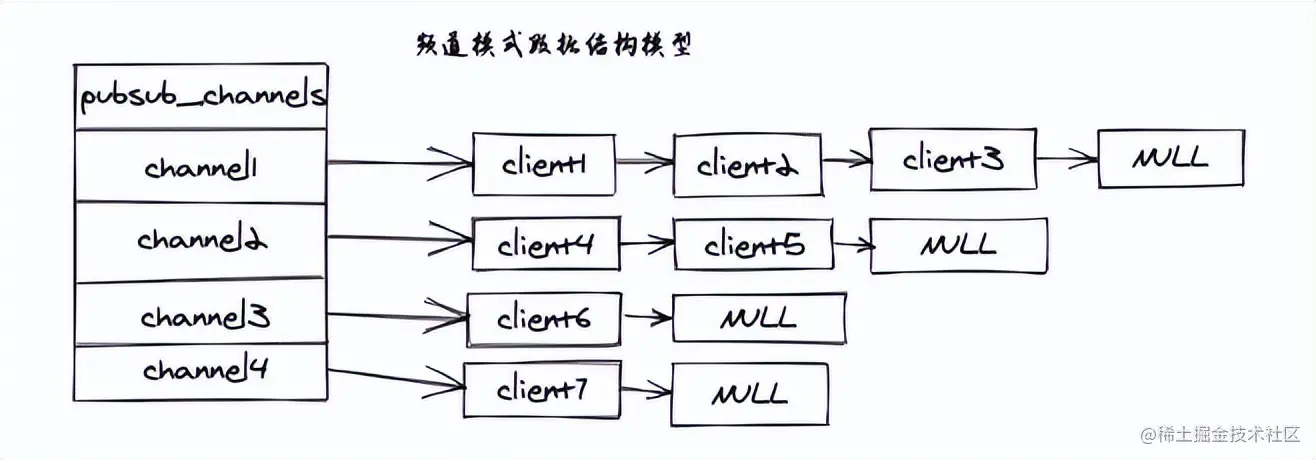 频道模式数据结构模型
pubsub_channels
channel1 client1 client2 client3 NULL
channel2 client4 client5 NULL
channel3 client6 NULL
channel4 client7 NULL
@稀土掘金技术社区